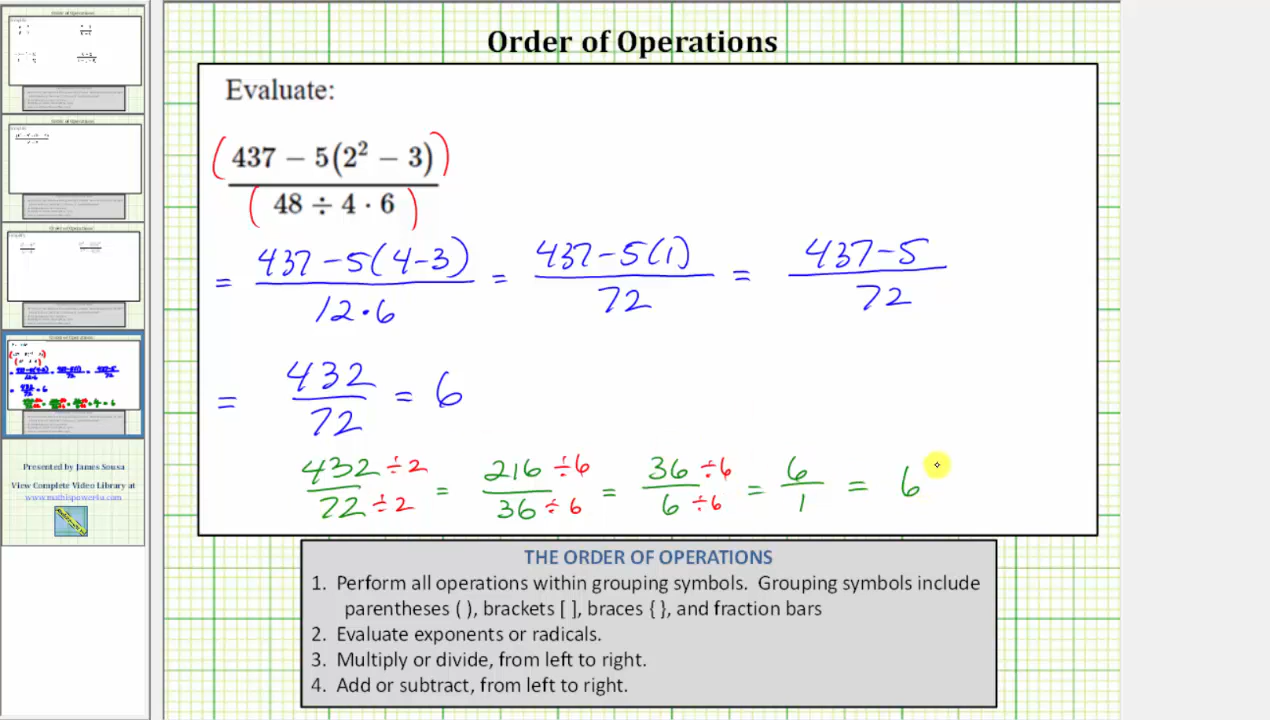 Order of Operations
Evaluate:
(437 − 5(2² − 3))
(48 ÷ 4 · 6)
= 437-5(4-3) / 12·6 = 437-5(1) / 72 = 437-5 / 72
= 432 / 72 = 6
432 ÷2 / 72 ÷2 = 216 ÷6 / 36 ÷6 = 36 ÷6 / 6 ÷6 = 6 / 1 = 6
THE ORDER OF OPERATIONS
1. Perform all operations within grouping symbols. Grouping symbols include
parentheses ( ), brackets [ ], braces { }, and fraction bars
2. Evaluate exponents or radicals.
3. Multiply or divide, from left to right.
4. Add or subtract, from left to right.
Presented by James Sousa
View Complete Video Library at
www.mathispower4u.com